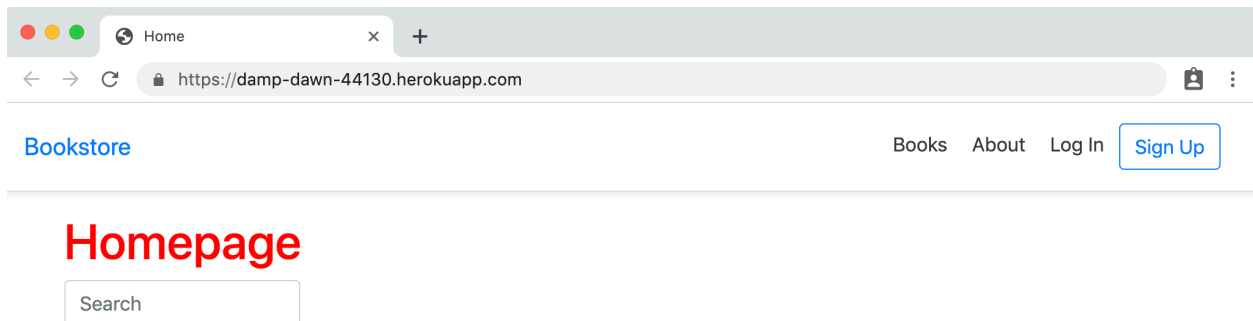 Home
https://damp-dawn-44130.herokuapp.com
Bookstore Books About Log In Sign Up
Homepage
Search